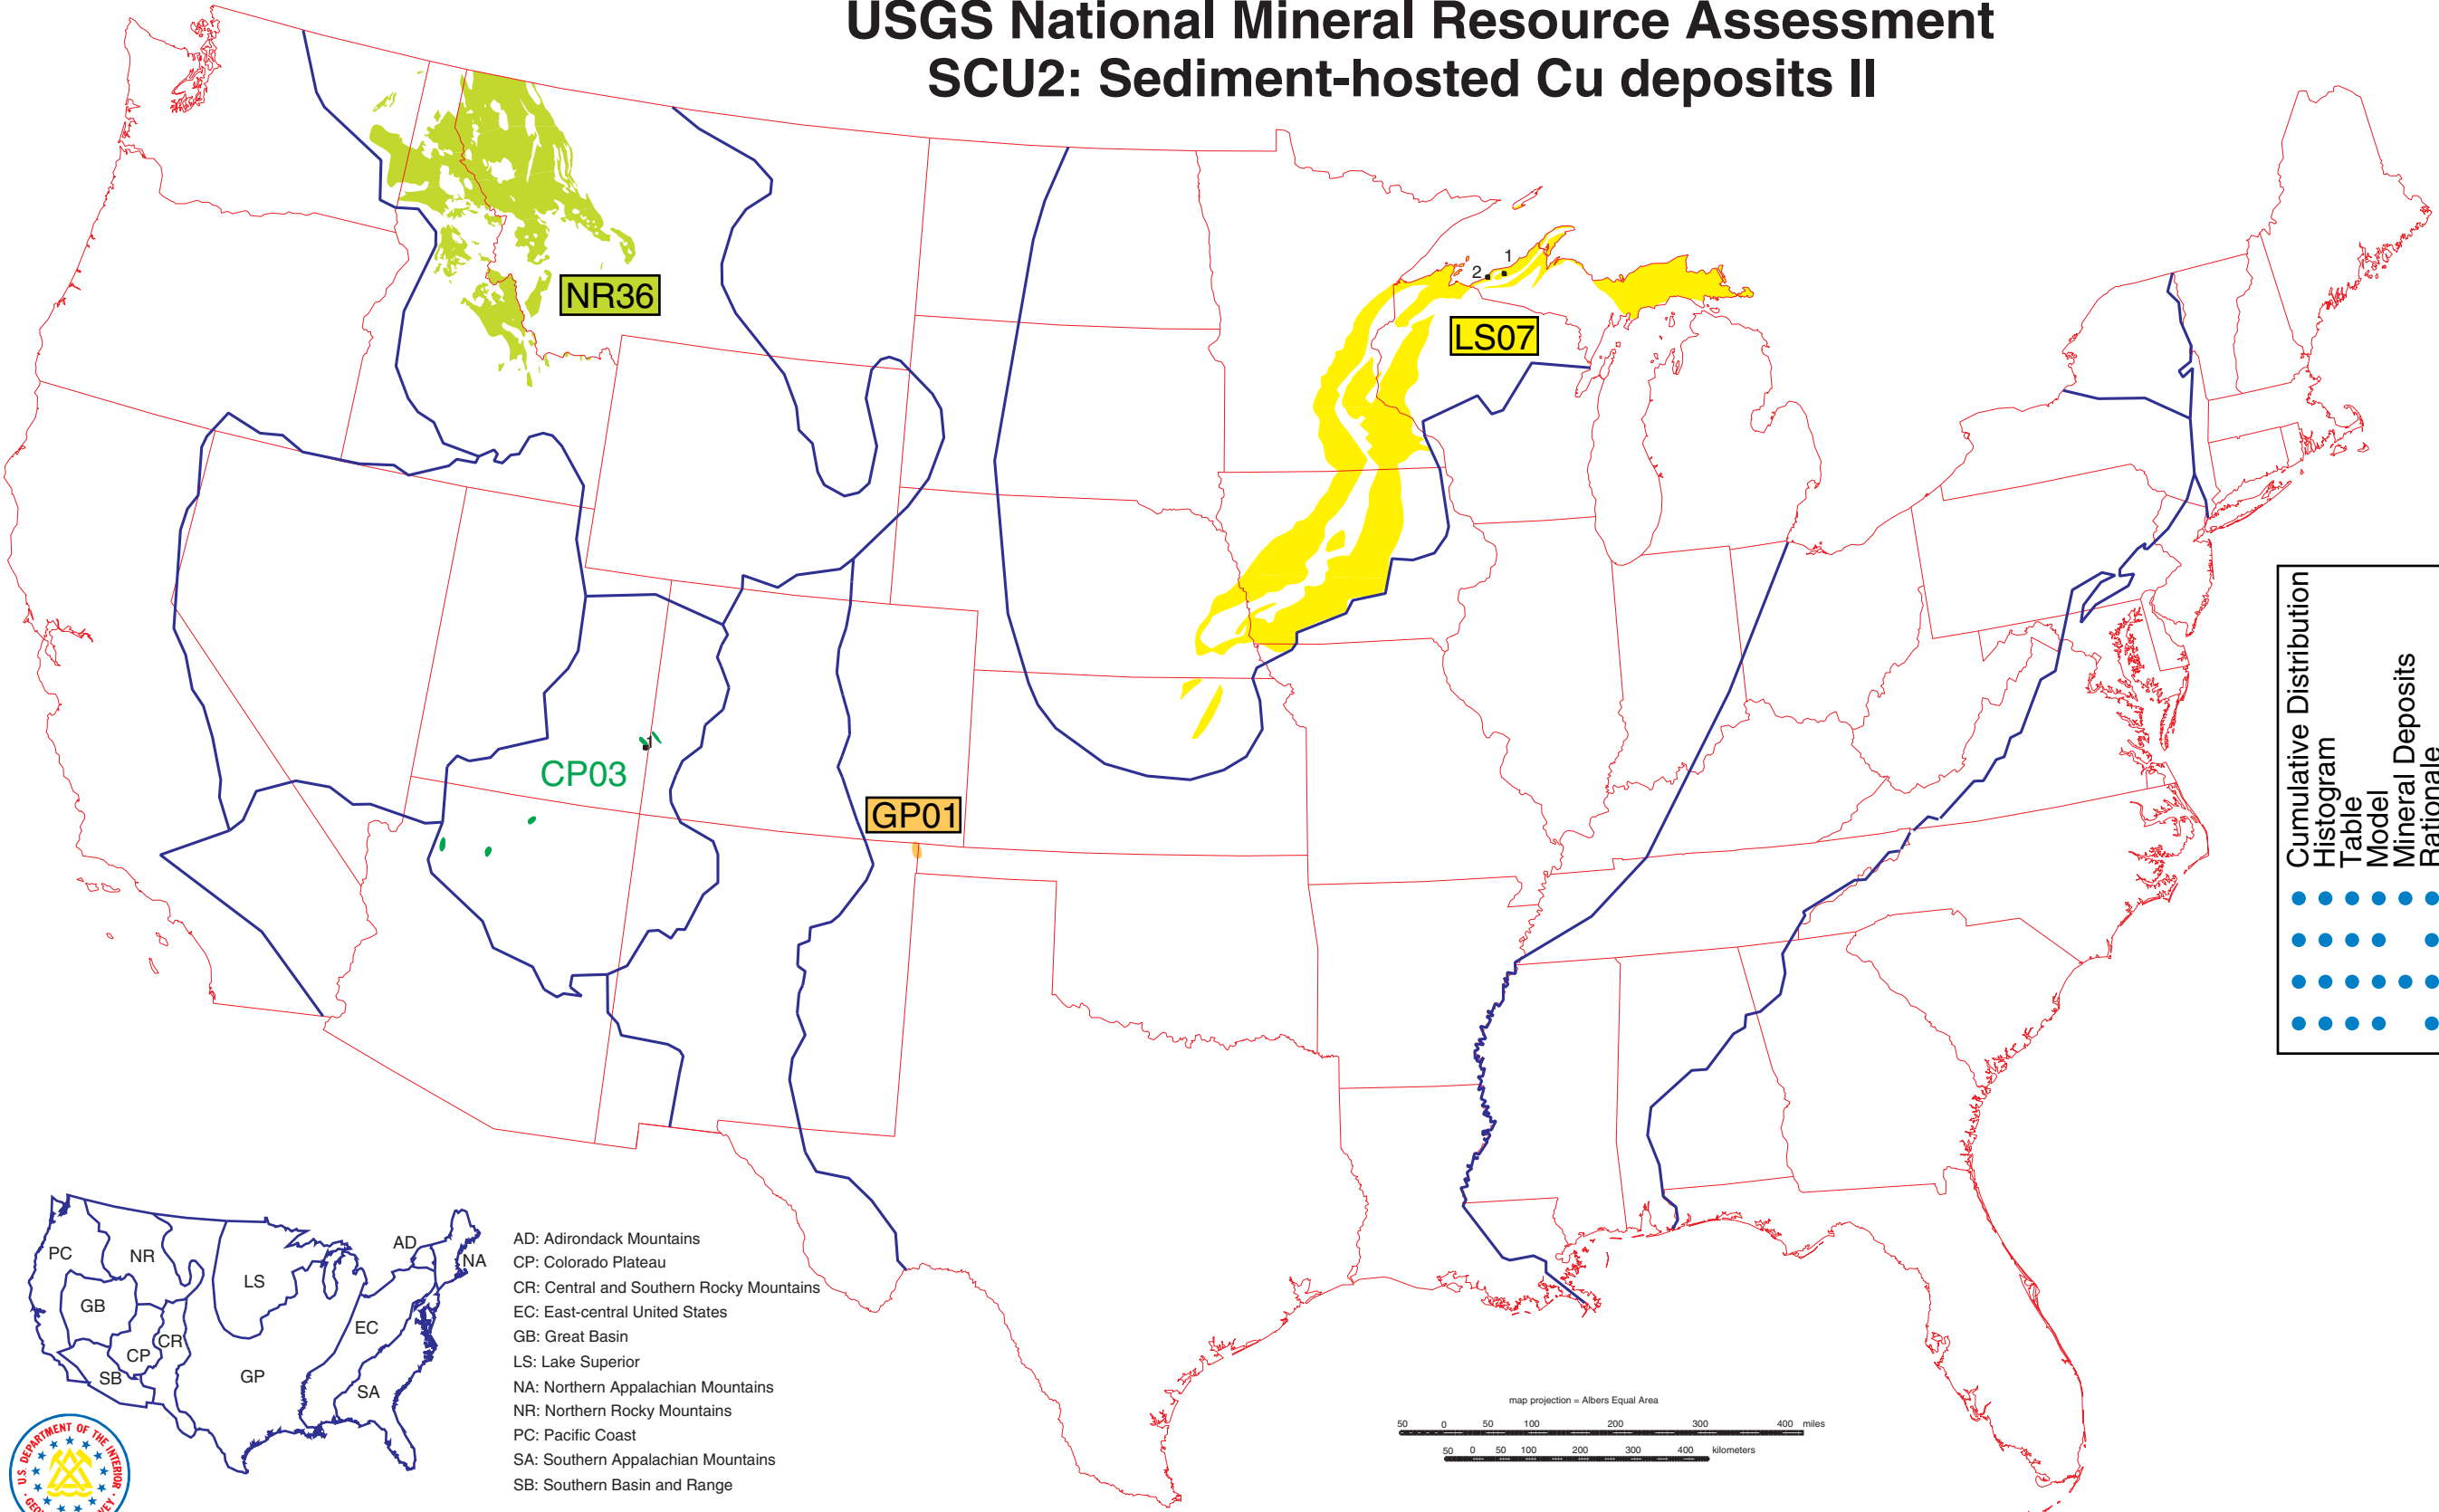 USGS National Mineral Resource Assessment
SCU2: Sediment-hosted Cu deposits II
NR36
1
2
LS07
1
CP03
GP01
Cumulative Distribution
Histogram
Table
Model
Mineral Deposits
Rationale
PC
NR
LS
AD
NA
GB
CR
EC
CP
SB
GP
SA
AD: Adirondack Mountains
CP: Colorado Plateau
CR: Central and Southern Rocky Mountains
EC: East-central United States
GB: Great Basin
LS: Lake Superior
NA: Northern Appalachian Mountains
NR: Northern Rocky Mountains
PC: Pacific Coast
SA: Southern Appalachian Mountains
SB: Southern Basin and Range
map projection = Albers Equal Area
50 0 50 100 200 300 400 miles
50 0 50 100 200 300 400 kilometers
U.S. DEPARTMENT OF THE INTERIOR